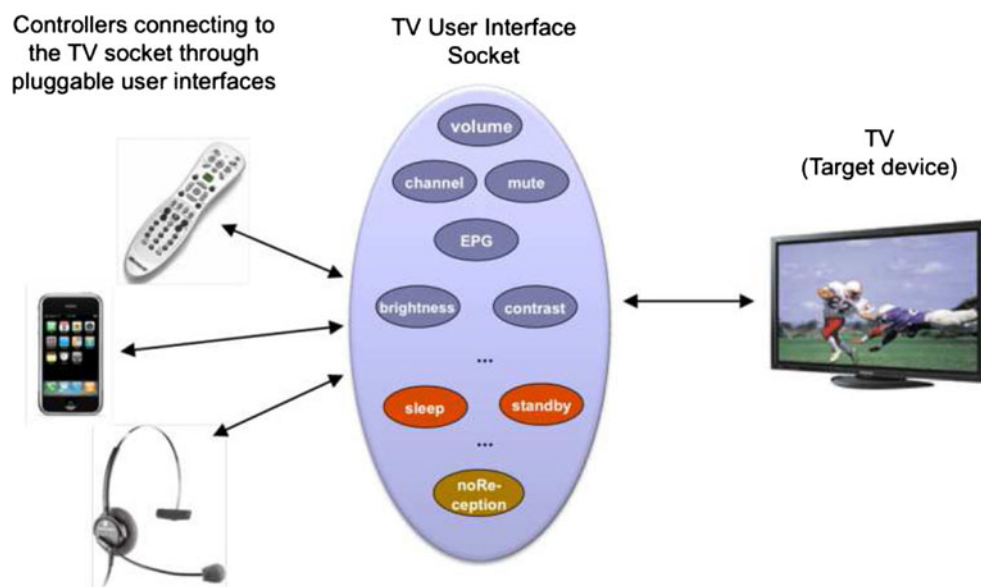 Controllers connecting to
the TV socket through
pluggable user interfaces
TV User Interface
Socket
TV
(Target device)
volume
channel
mute
EPG
brightness
contrast
...
sleep
standby
...
noRe-
ception